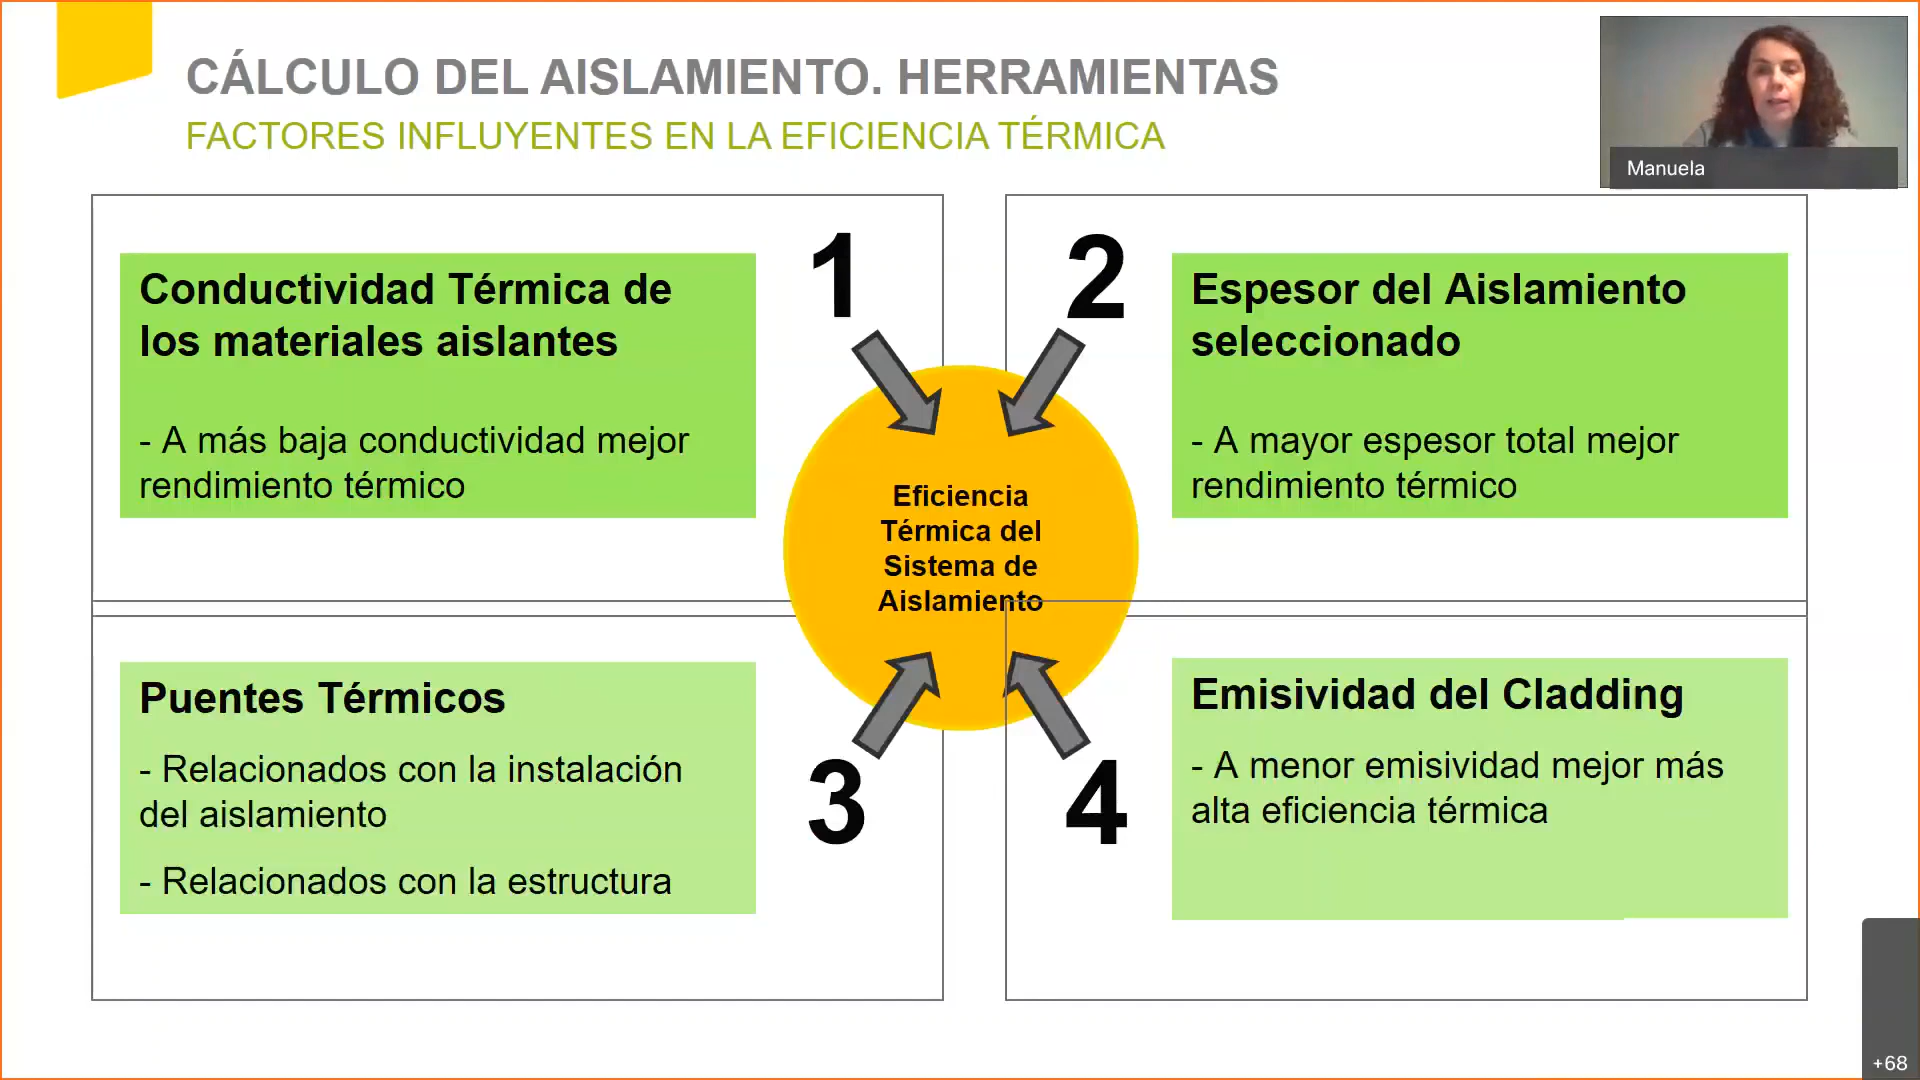 CÁLCULO DEL AISLAMIENTO. HERRAMIENTAS
FACTORES INFLUYENTES EN LA EFICIENCIA TÉRMICA
Manuela
1
Conductividad Térmica de
los materiales aislantes
- A más baja conductividad mejor
rendimiento térmico
2
Espesor del Aislamiento
seleccionado
- A mayor espesor total mejor
rendimiento térmico
Eficiencia
Térmica del
Sistema de
Aislamiento
Puentes Térmicos
- Relacionados con la instalación
del aislamiento
- Relacionados con la estructura
3
4
Emisividad del Cladding
- A menor emisividad mejor más
alta eficiencia térmica
+68